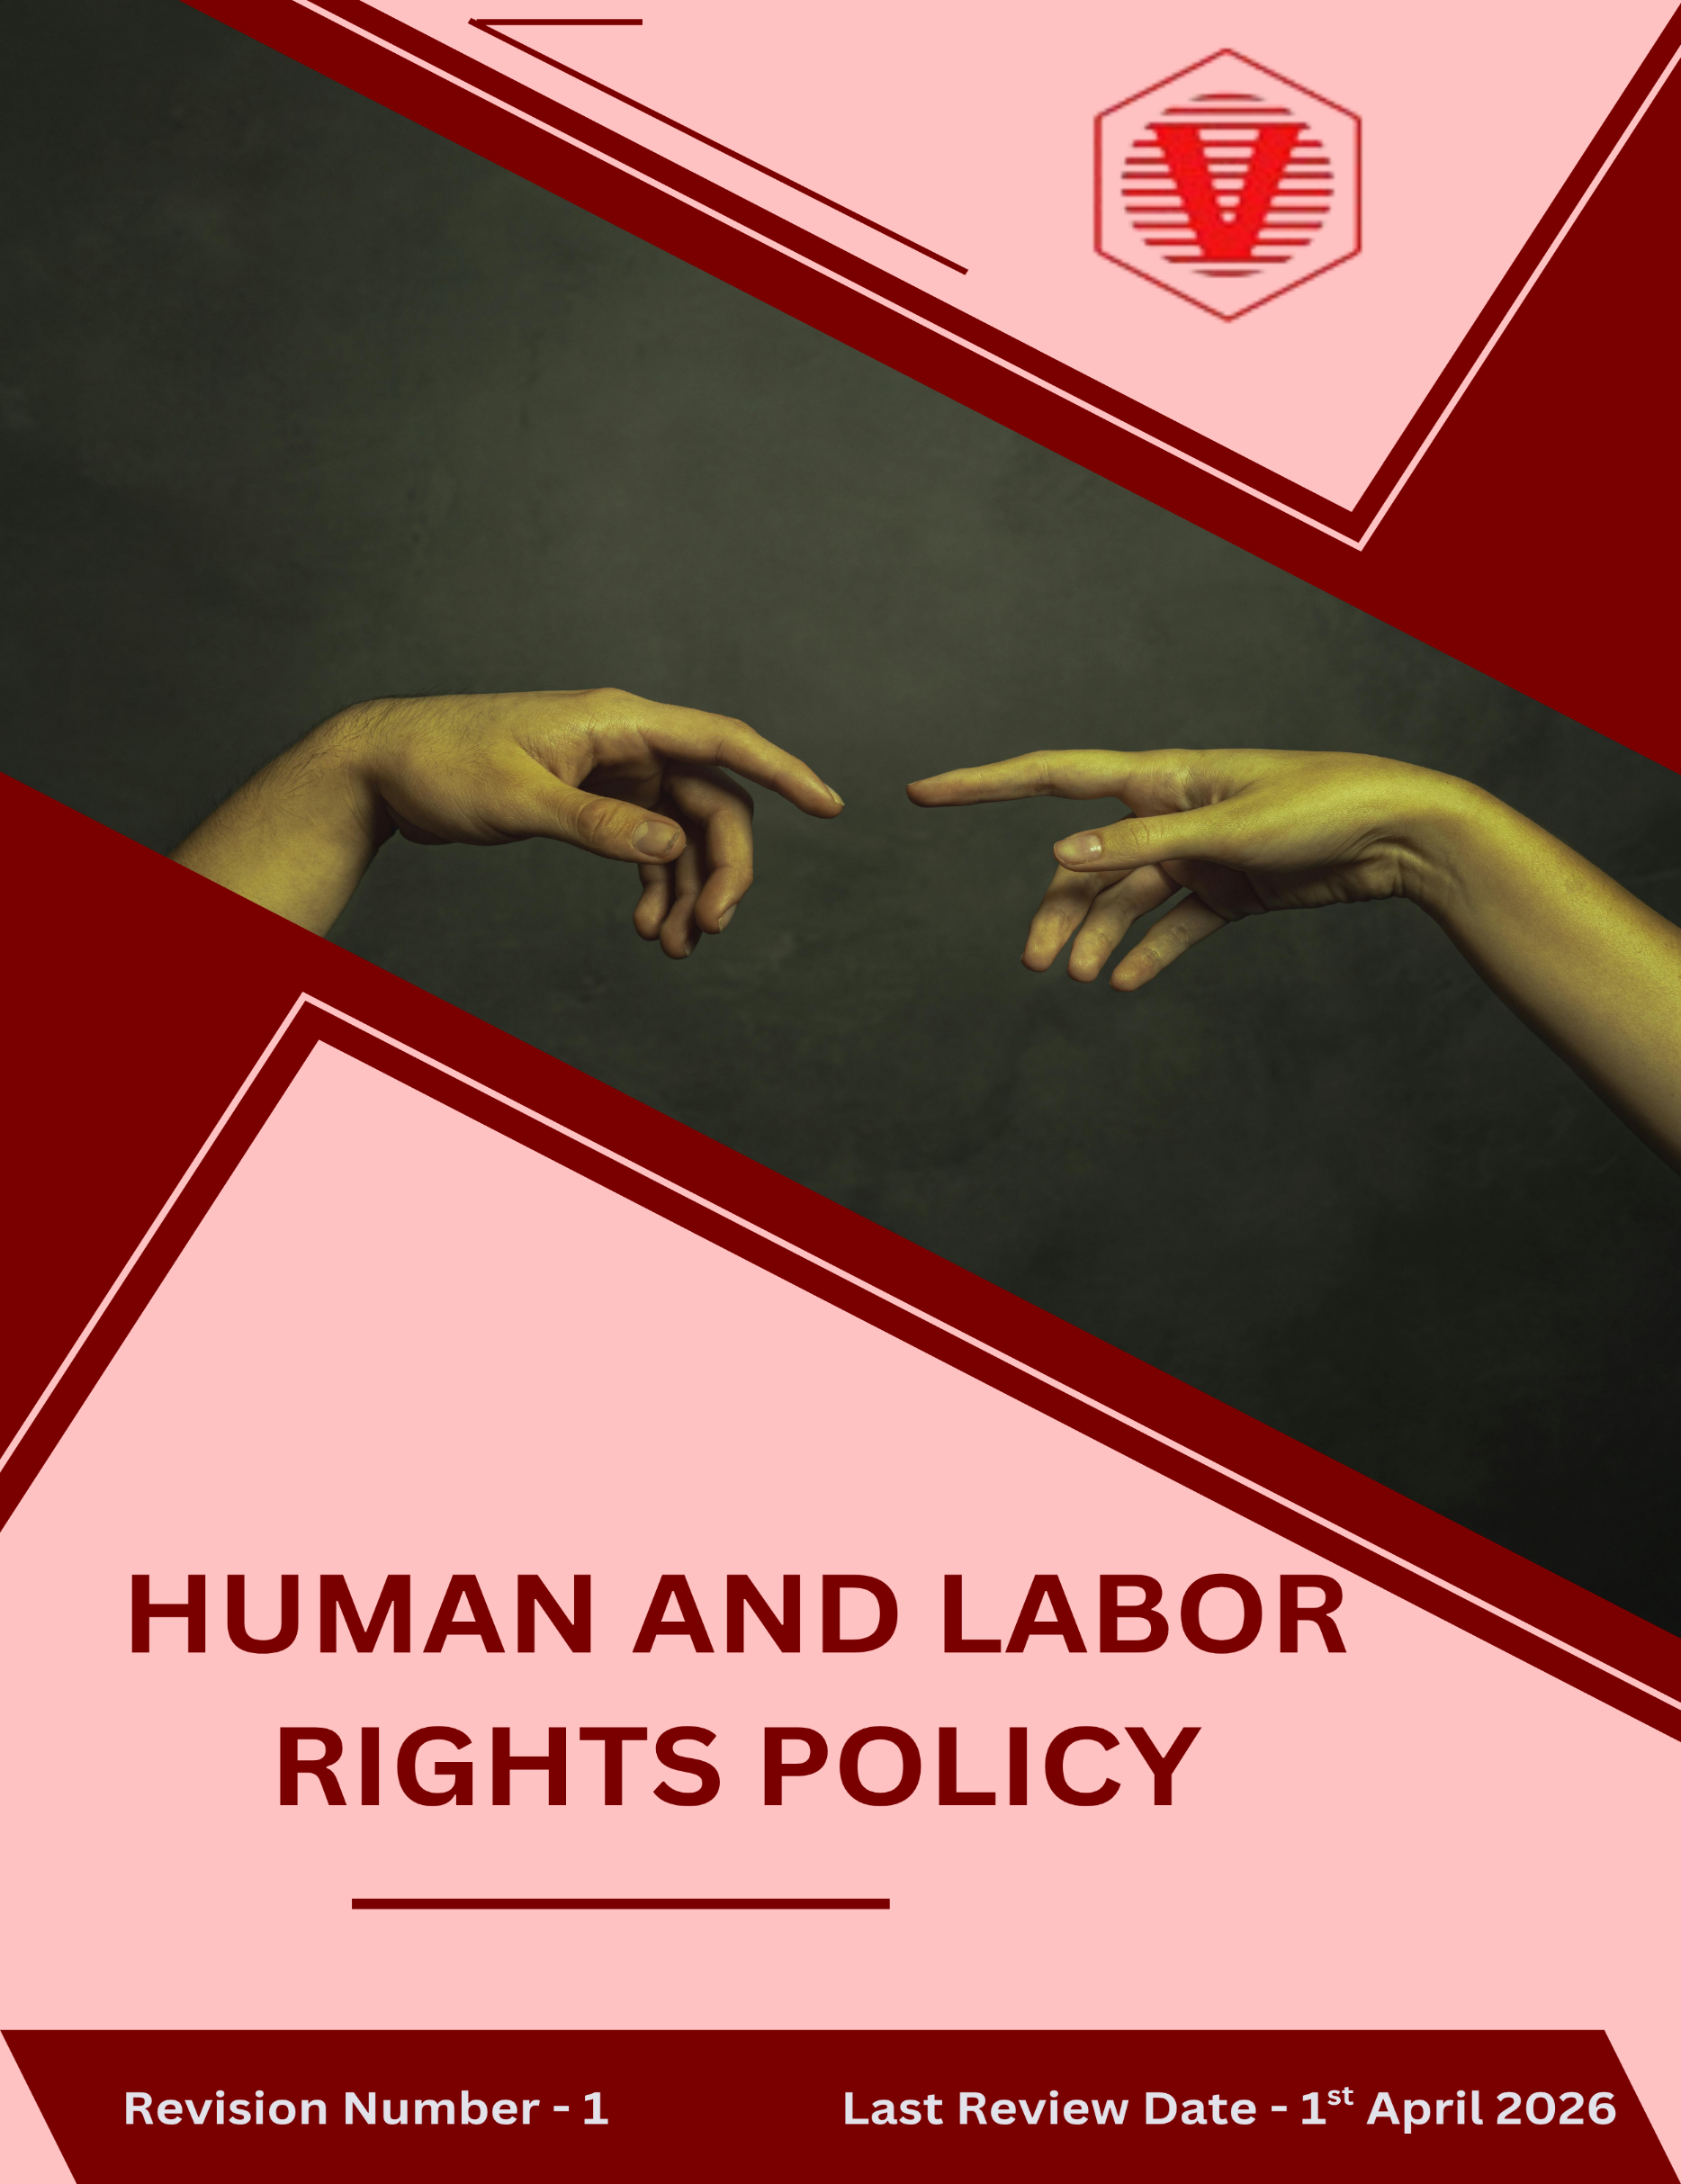 V
HUMAN AND LABOR
RIGHTS POLICY
Revision Number - 1
Last Review Date - 1st April 2026